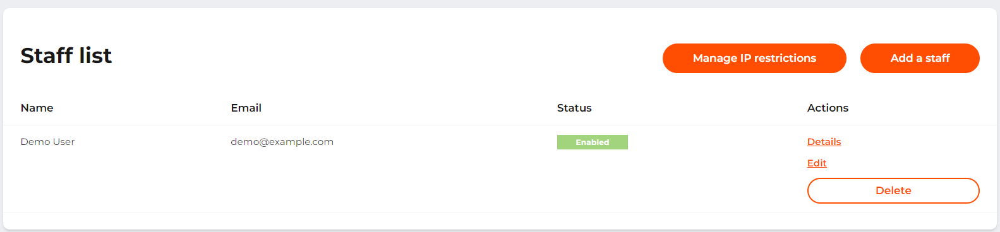 Staff list
Manage IP restrictions
Add a staff
Name Email Status Actions
Demo User demo@example.com Enabled Details
Edit
Delete